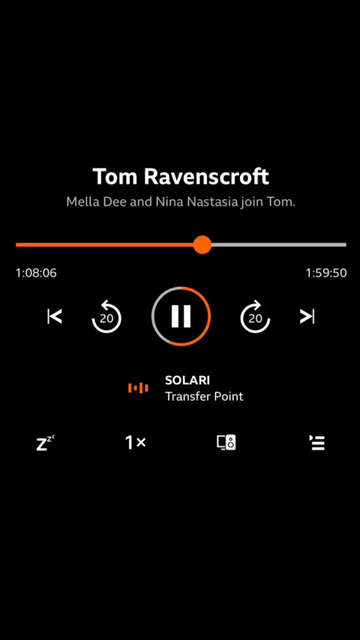 Tom Ravenscroft
Mella Dee and Nina Nastasia join Tom.
1:08:06
1:59:50
20
20
SOLARI
Transfer Point
zzz
1×